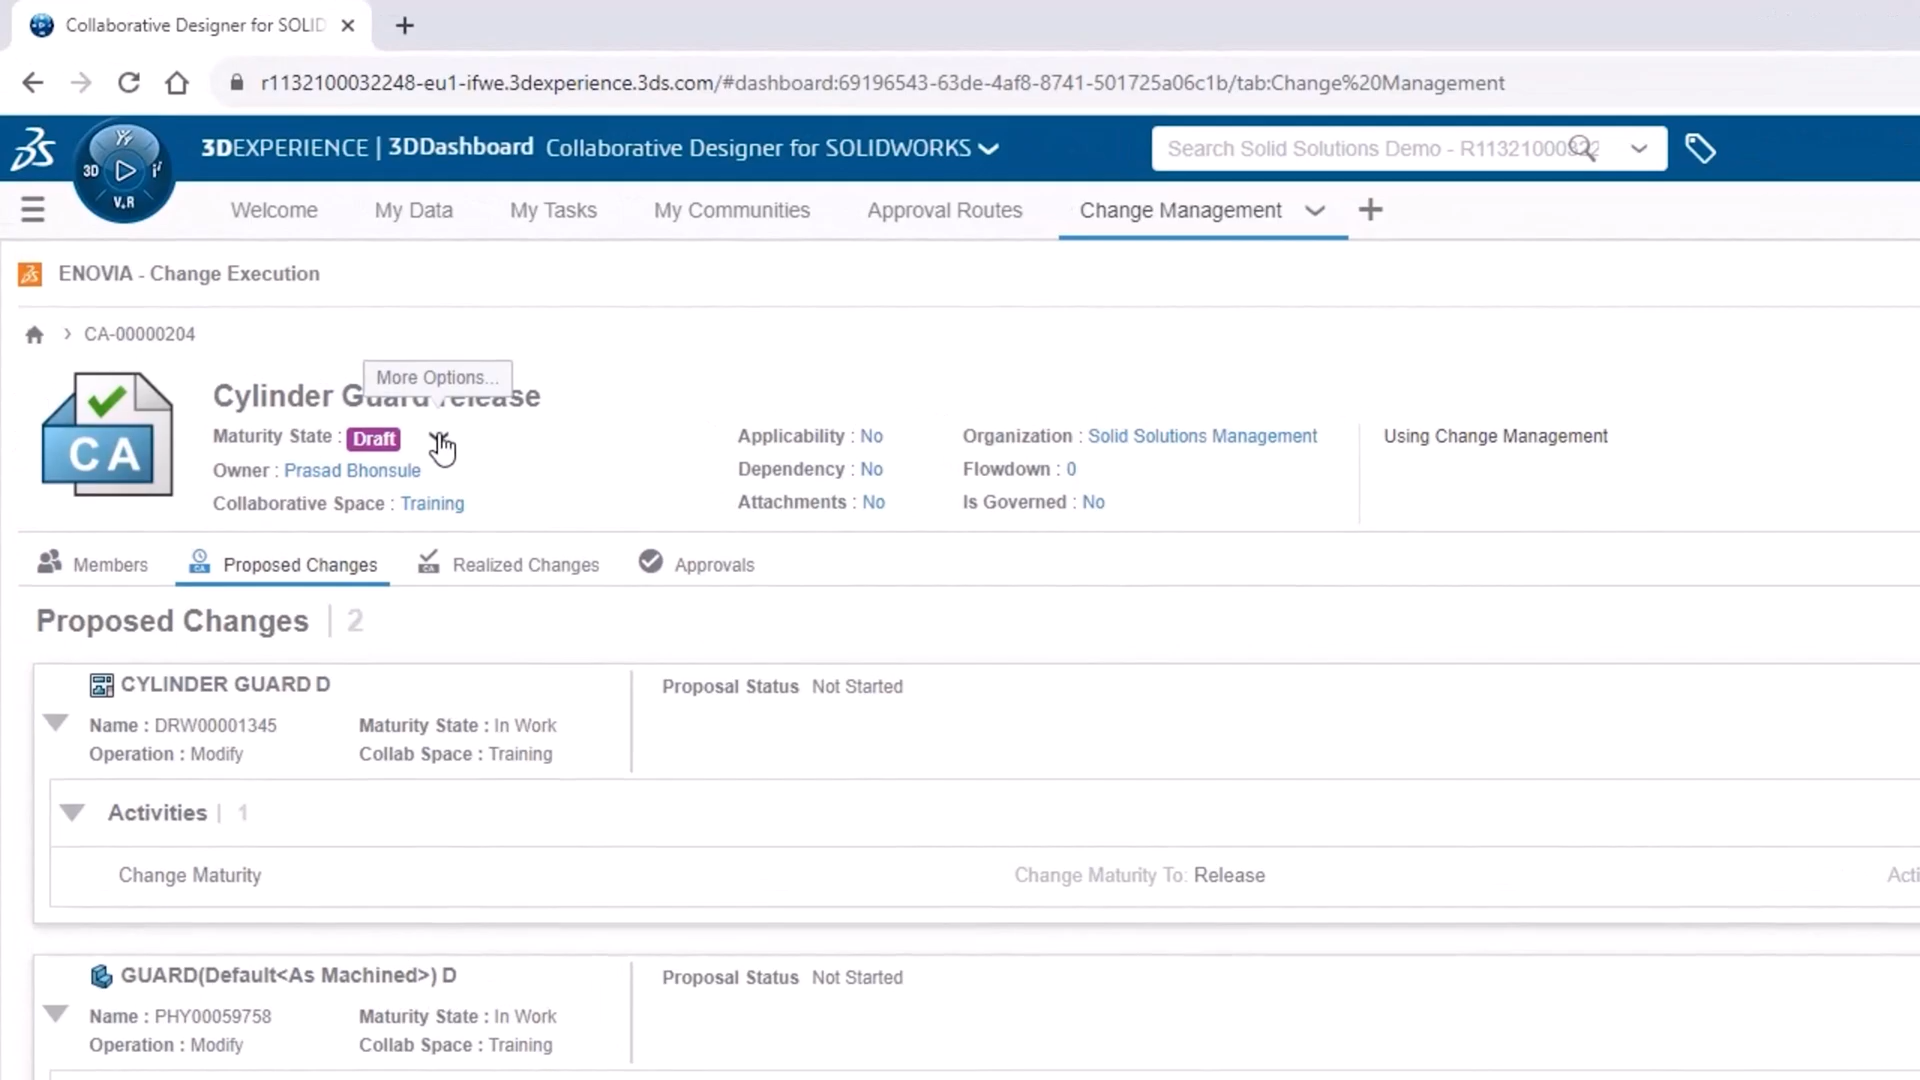 Collaborative Designer for SOLID
r1132100032248-eu1-ifwe.3dexperience.3ds.com/#dashboard:69196543-63de-4af8-8741-501725a06c1b/tab:Change%20Management
3DEXPERIENCE | 3DDashboard Collaborative Designer for SOLIDWORKS
Search Solid Solutions Demo - R11321000
3D
V.R
Welcome My Data My Tasks My Communities Approval Routes Change Management
ENOVIA - Change Execution
CA-00000204
More Options...
Cylinder Guard release
CA
Maturity State : Draft
Owner : Prasad Bhonsule
Collaborative Space : Training
Applicability : No
Dependency : No
Attachments : No
Organization : Solid Solutions Management
Flowdown : 0
Is Governed : No
Using Change Management
Members Proposed Changes Realized Changes Approvals
Proposed Changes | 2
CYLINDER GUARD D
Name : DRW00001345 Maturity State : In Work
Operation : Modify Collab Space : Training
Proposal Status Not Started
Activities | 1
Change Maturity Change Maturity To: Release Acti
GUARD(Default<As Machined>) D
Name : PHY00059758 Maturity State : In Work
Operation : Modify Collab Space : Training
Proposal Status Not Started